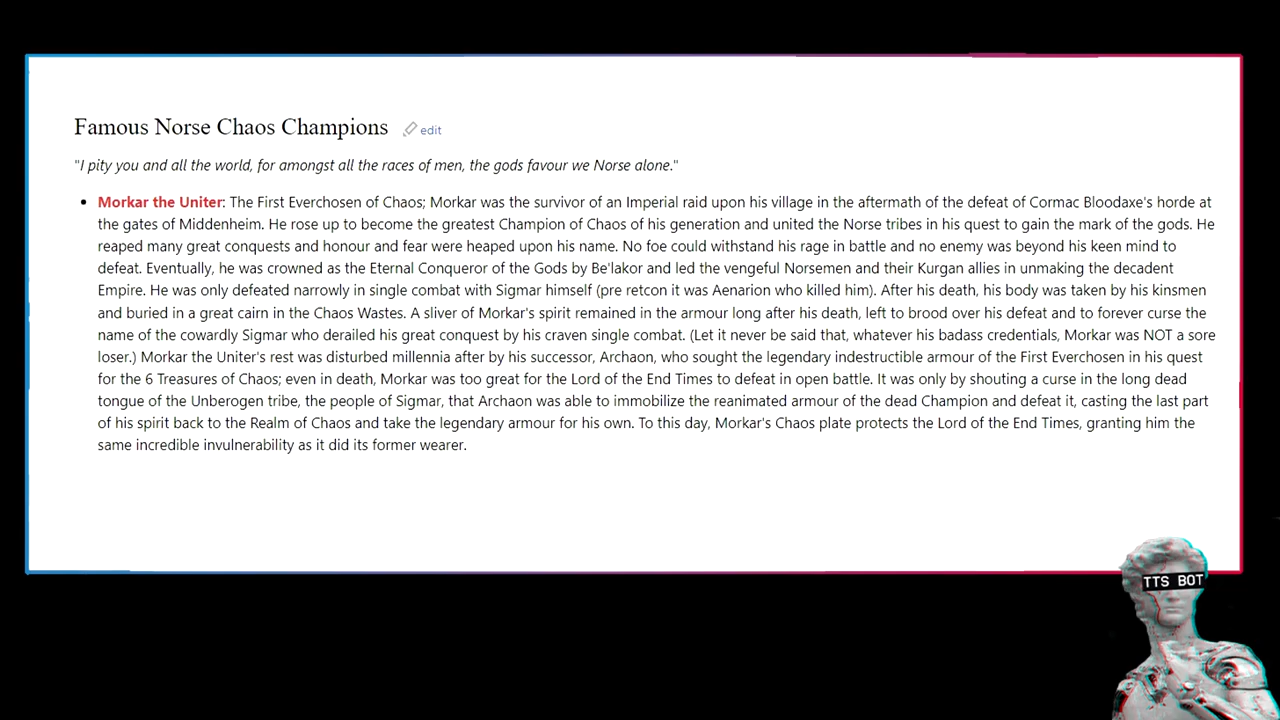 Famous Norse Chaos Champions edit
"I pity you and all the world, for amongst all the races of men, the gods favour we Norse alone."
• Morkar the Uniter: The First Everchosen of Chaos; Morkar was the survivor of an Imperial raid upon his village in the aftermath of the defeat of Cormac Bloodaxe's horde at
the gates of Middenheim. He rose up to become the greatest Champion of Chaos of his generation and united the Norse tribes in his quest to gain the mark of the gods. He
reaped many great conquests and honour and fear were heaped upon his name. No foe could withstand his rage in battle and no enemy was beyond his keen mind to
defeat. Eventually, he was crowned as the Eternal Conqueror of the Gods by Be'lakor and led the vengeful Norsemen and their Kurgan allies in unmaking the decadent
Empire. He was only defeated narrowly in single combat with Sigmar himself (pre retcon it was Aenarion who killed him). After his death, his body was taken by his kinsmen
and buried in a great cairn in the Chaos Wastes. A sliver of Morkar's spirit remained in the armour long after his death, left to brood over his defeat and to forever curse the
name of the cowardly Sigmar who derailed his great conquest by his craven single combat. (Let it never be said that, whatever his badass credentials, Morkar was NOT a sore
loser.) Morkar the Uniter's rest was disturbed millennia after by his successor, Archaon, who sought the legendary indestructible armour of the First Everchosen in his quest
for the 6 Treasures of Chaos; even in death, Morkar was too great for the Lord of the End Times to defeat in open battle. It was only by shouting a curse in the long dead
tongue of the Unberogen tribe, the people of Sigmar, that Archaon was able to immobilize the reanimated armour of the dead Champion and defeat it, casting the last part
of his spirit back to the Realm of Chaos and take the legendary armour for his own. To this day, Morkar's Chaos plate protects the Lord of the End Times, granting him the
same incredible invulnerability as it did its former wearer.
TTS BOT